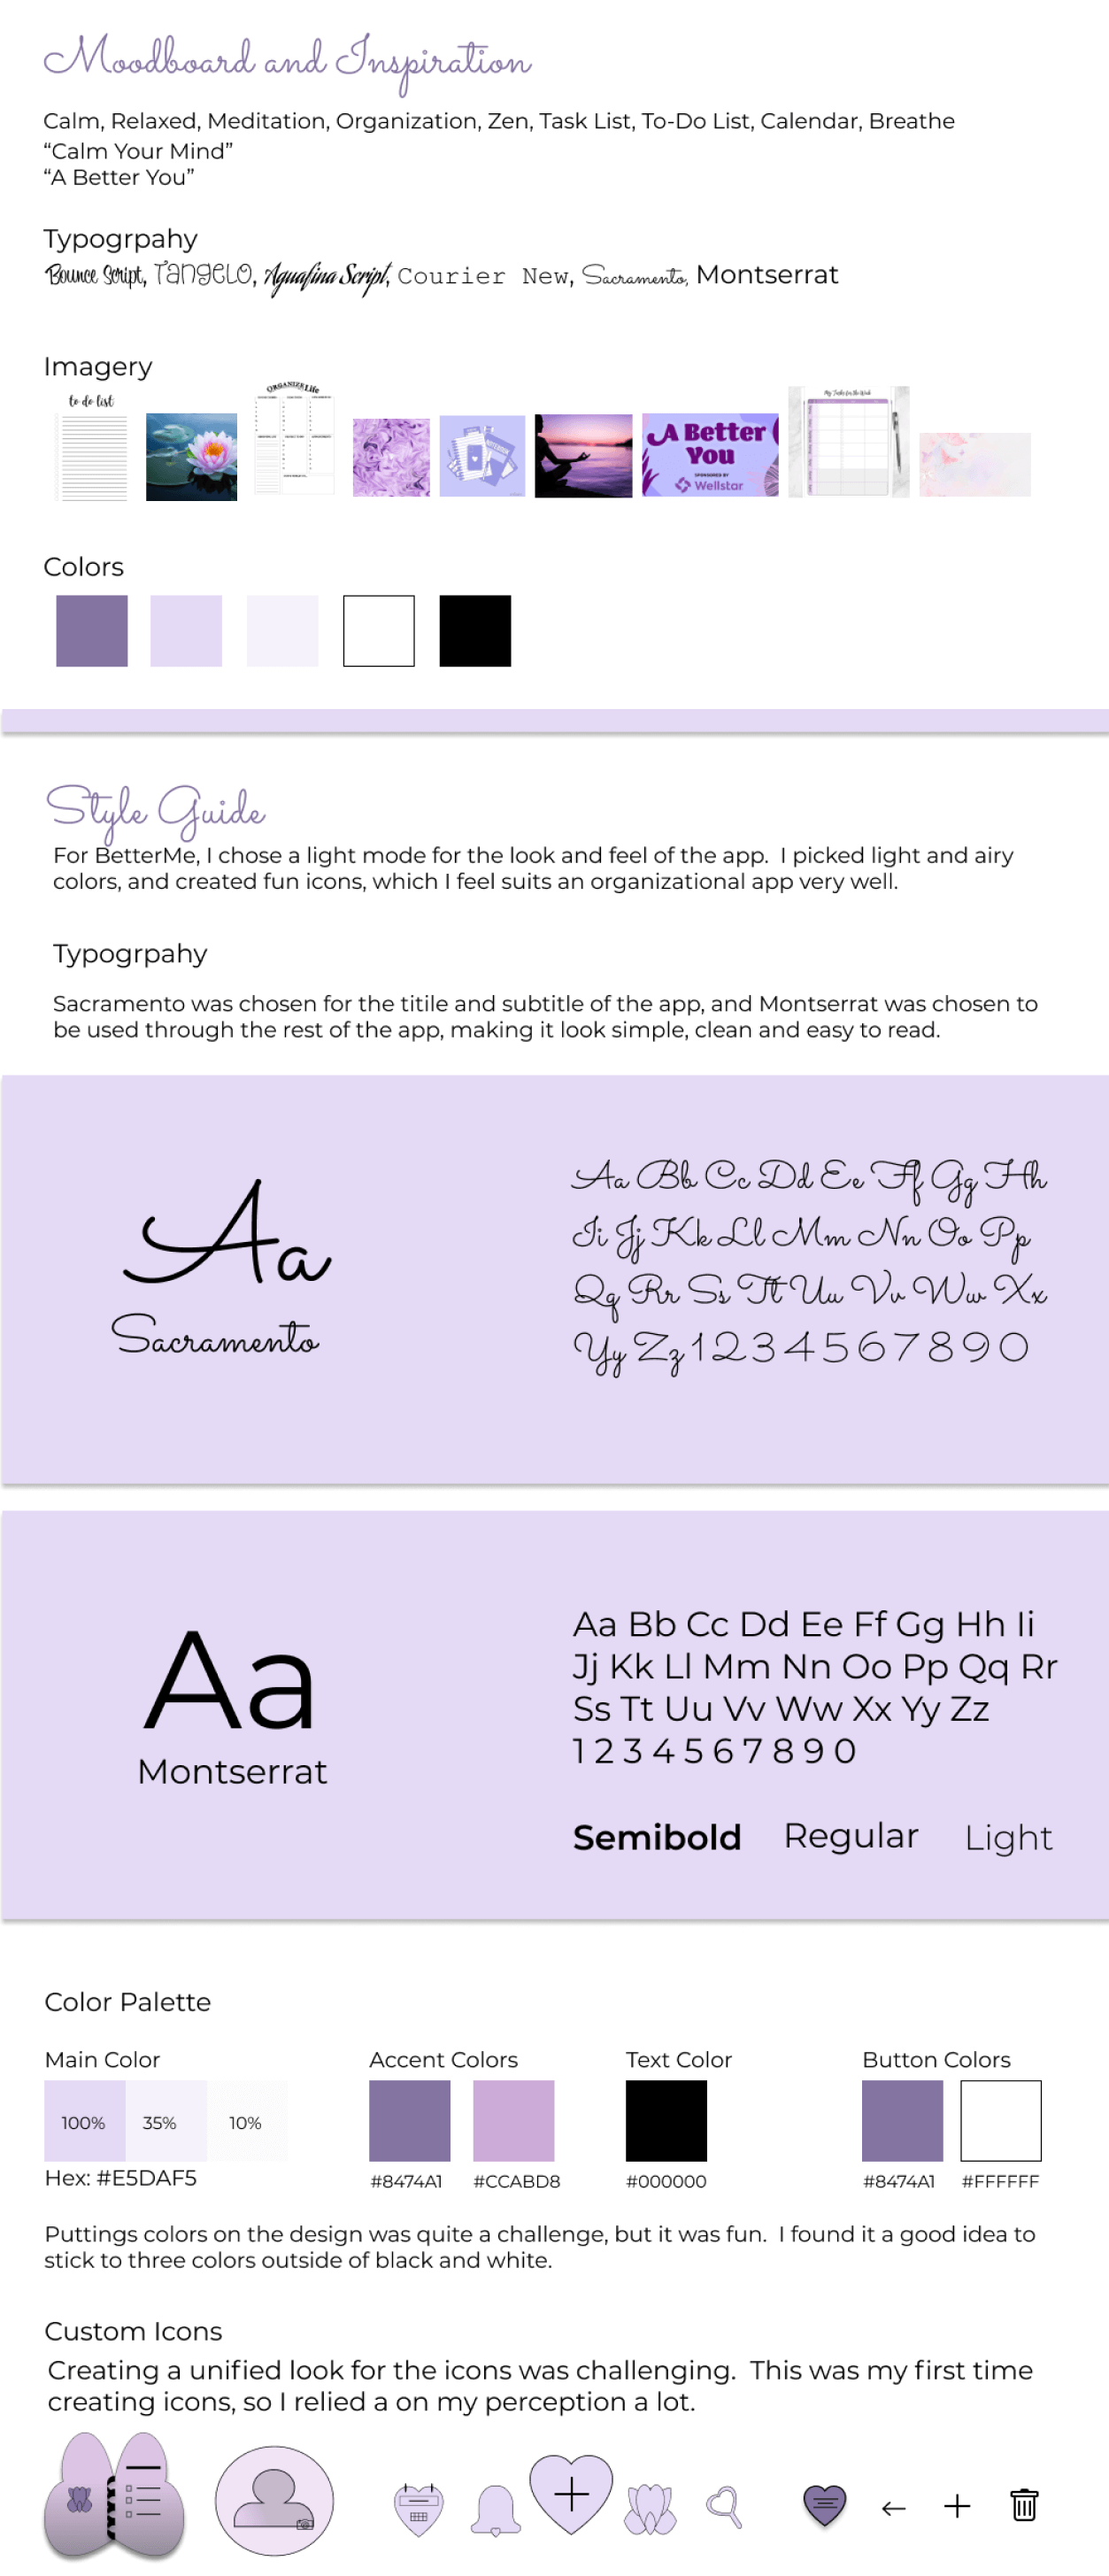 Moodboard and Inspiration
Calm, Relaxed, Meditation, Organization, Zen, Task List, To-Do List, Calendar, Breathe
“Calm Your Mind”
“A Better You”
Typogrpahy
Bounce Script, Tangelo, Aguafina Script, Courier New, Sacramento, Montserrat
Imagery
to do list
ORGANIZE Life
NOTEBOOK
A Better
You
SPONSORED BY
Wellstar
My Tasks for the Week
Colors
Style Guide
For BetterMe, I chose a light mode for the look and feel of the app.  I picked light and airy
colors, and created fun icons, which I feel suits an organizational app very well.
Typogrpahy
Sacramento was chosen for the titile and subtitle of the app, and Montserrat was chosen to
be used through the rest of the app, making it look simple, clean and easy to read.
Aa
Sacramento
Aa Bb Cc Dd Ee Ff Gg Hh
Ii Jj Kk Ll Mm Nn Oo Pp
Qq Rr Ss Tt Uu Vv Ww Xx
Yy Zz 1 2 3 4 5 6 7 8 9 0
Aa
Montserrat
Aa Bb Cc Dd Ee Ff Gg Hh Ii
Jj Kk Ll Mm Nn Oo Pp Qq Rr
Ss Tt Uu Vv Ww Xx Yy Zz
1 2 3 4 5 6 7 8 9 0
Semibold Regular Light
Color Palette
Main Color Accent Colors Text Color Button Colors
100% 35% 10%
Hex: #E5DAF5 #8474A1 #CCABD8 #000000 #8474A1 #FFFFFF
Puttings colors on the design was quite a challenge, but it was fun.  I found it a good idea to
stick to three colors outside of black and white.
Custom Icons
Creating a unified look for the icons was challenging.  This was my first time
creating icons, so I relied a on my perception a lot.